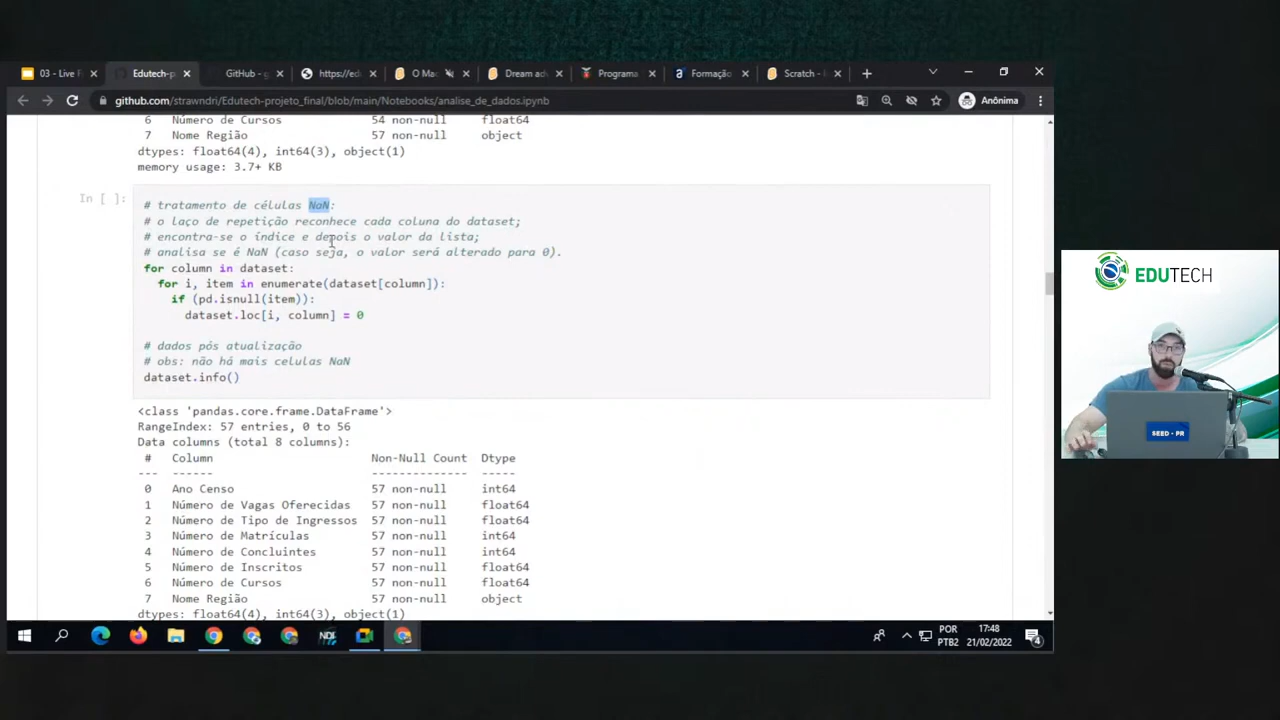 03 - Live F
Edutech-p
GitHub - g
https://ed
O Ma
Dream ad
Programa
Formação
Scratch -
github.com/strawndri/Edutech-projeto_final/blob/main/Notebooks/analise_de_dados.ipynb
Anônima
6 Número de Cursos 54 non-null float64
7 Nome Região 57 non-null object
dtypes: float64(4), int64(3), object(1)
memory usage: 3.7+ KB
In [ ]:
# tratamento de células NaN:
# o laço de repetição reconhece cada coluna do dataset;
# encontra-se o índice e depois o valor da lista;
# analisa se é NaN (caso seja, o valor será alterado para 0).
for column in dataset:
for i, item in enumerate(dataset[column]):
if (pd.isnull(item)):
dataset.loc[i, column] = 0
# dados pós atualização
# obs: não há mais celulas NaN
dataset.info()
<class 'pandas.core.frame.DataFrame'>
RangeIndex: 57 entries, 0 to 56
Data columns (total 8 columns):
# Column Non-Null Count Dtype
--- ------ -------------- -----
0 Ano Censo 57 non-null int64
1 Número de Vagas Oferecidas 57 non-null float64
2 Número de Tipo de Ingressos 57 non-null float64
3 Número de Matrículas 57 non-null int64
4 Número de Concluintes 57 non-null int64
5 Número de Inscritos 57 non-null float64
6 Número de Cursos 57 non-null float64
7 Nome Região 57 non-null object
dtypes: float64(4), int64(3), object(1)
EDUTECH
SEED - PR
NDI
POR
PTB2
17:48
21/02/2022
4